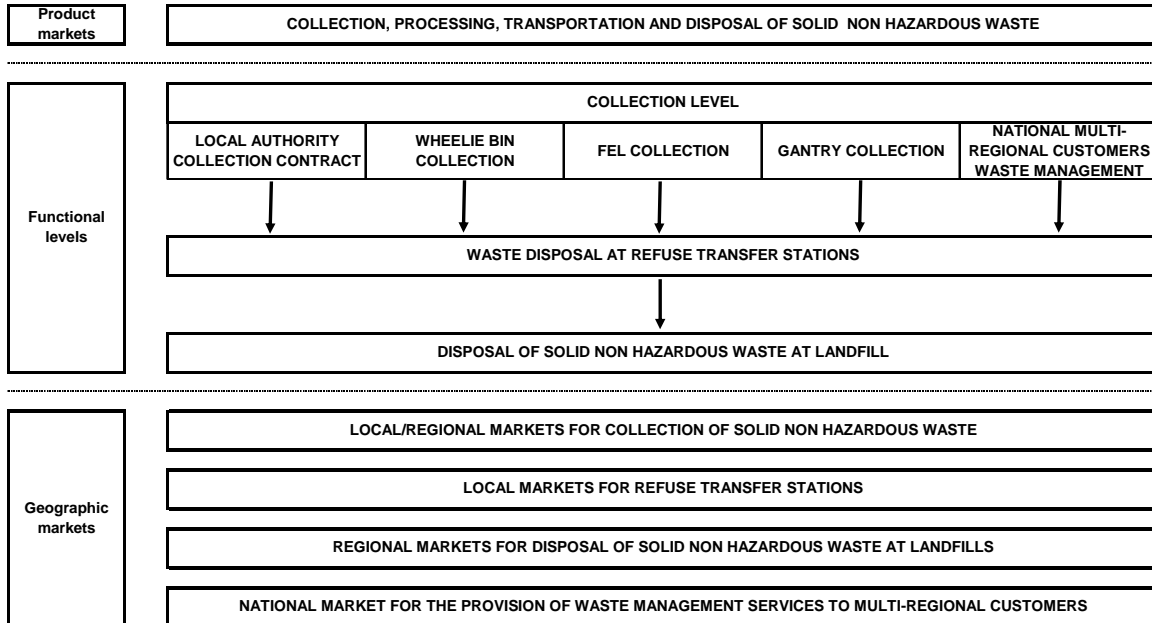 Product
markets
COLLECTION, PROCESSING, TRANSPORTATION AND DISPOSAL OF SOLID NON HAZARDOUS WASTE
Functional
levels
COLLECTION LEVEL
LOCAL AUTHORITY
COLLECTION CONTRACT
WHEELIE BIN
COLLECTION
FEL COLLECTION
GANTRY COLLECTION
NATIONAL MULTI-
REGIONAL CUSTOMERS
WASTE MANAGEMENT
WASTE DISPOSAL AT REFUSE TRANSFER STATIONS
DISPOSAL OF SOLID NON HAZARDOUS WASTE AT LANDFILL
Geographic
markets
LOCAL/REGIONAL MARKETS FOR COLLECTION OF SOLID NON HAZARDOUS WASTE
LOCAL MARKETS FOR REFUSE TRANSFER STATIONS
REGIONAL MARKETS FOR DISPOSAL OF SOLID NON HAZARDOUS WASTE AT LANDFILLS
NATIONAL MARKET FOR THE PROVISION OF WASTE MANAGEMENT SERVICES TO MULTI-REGIONAL CUSTOMERS